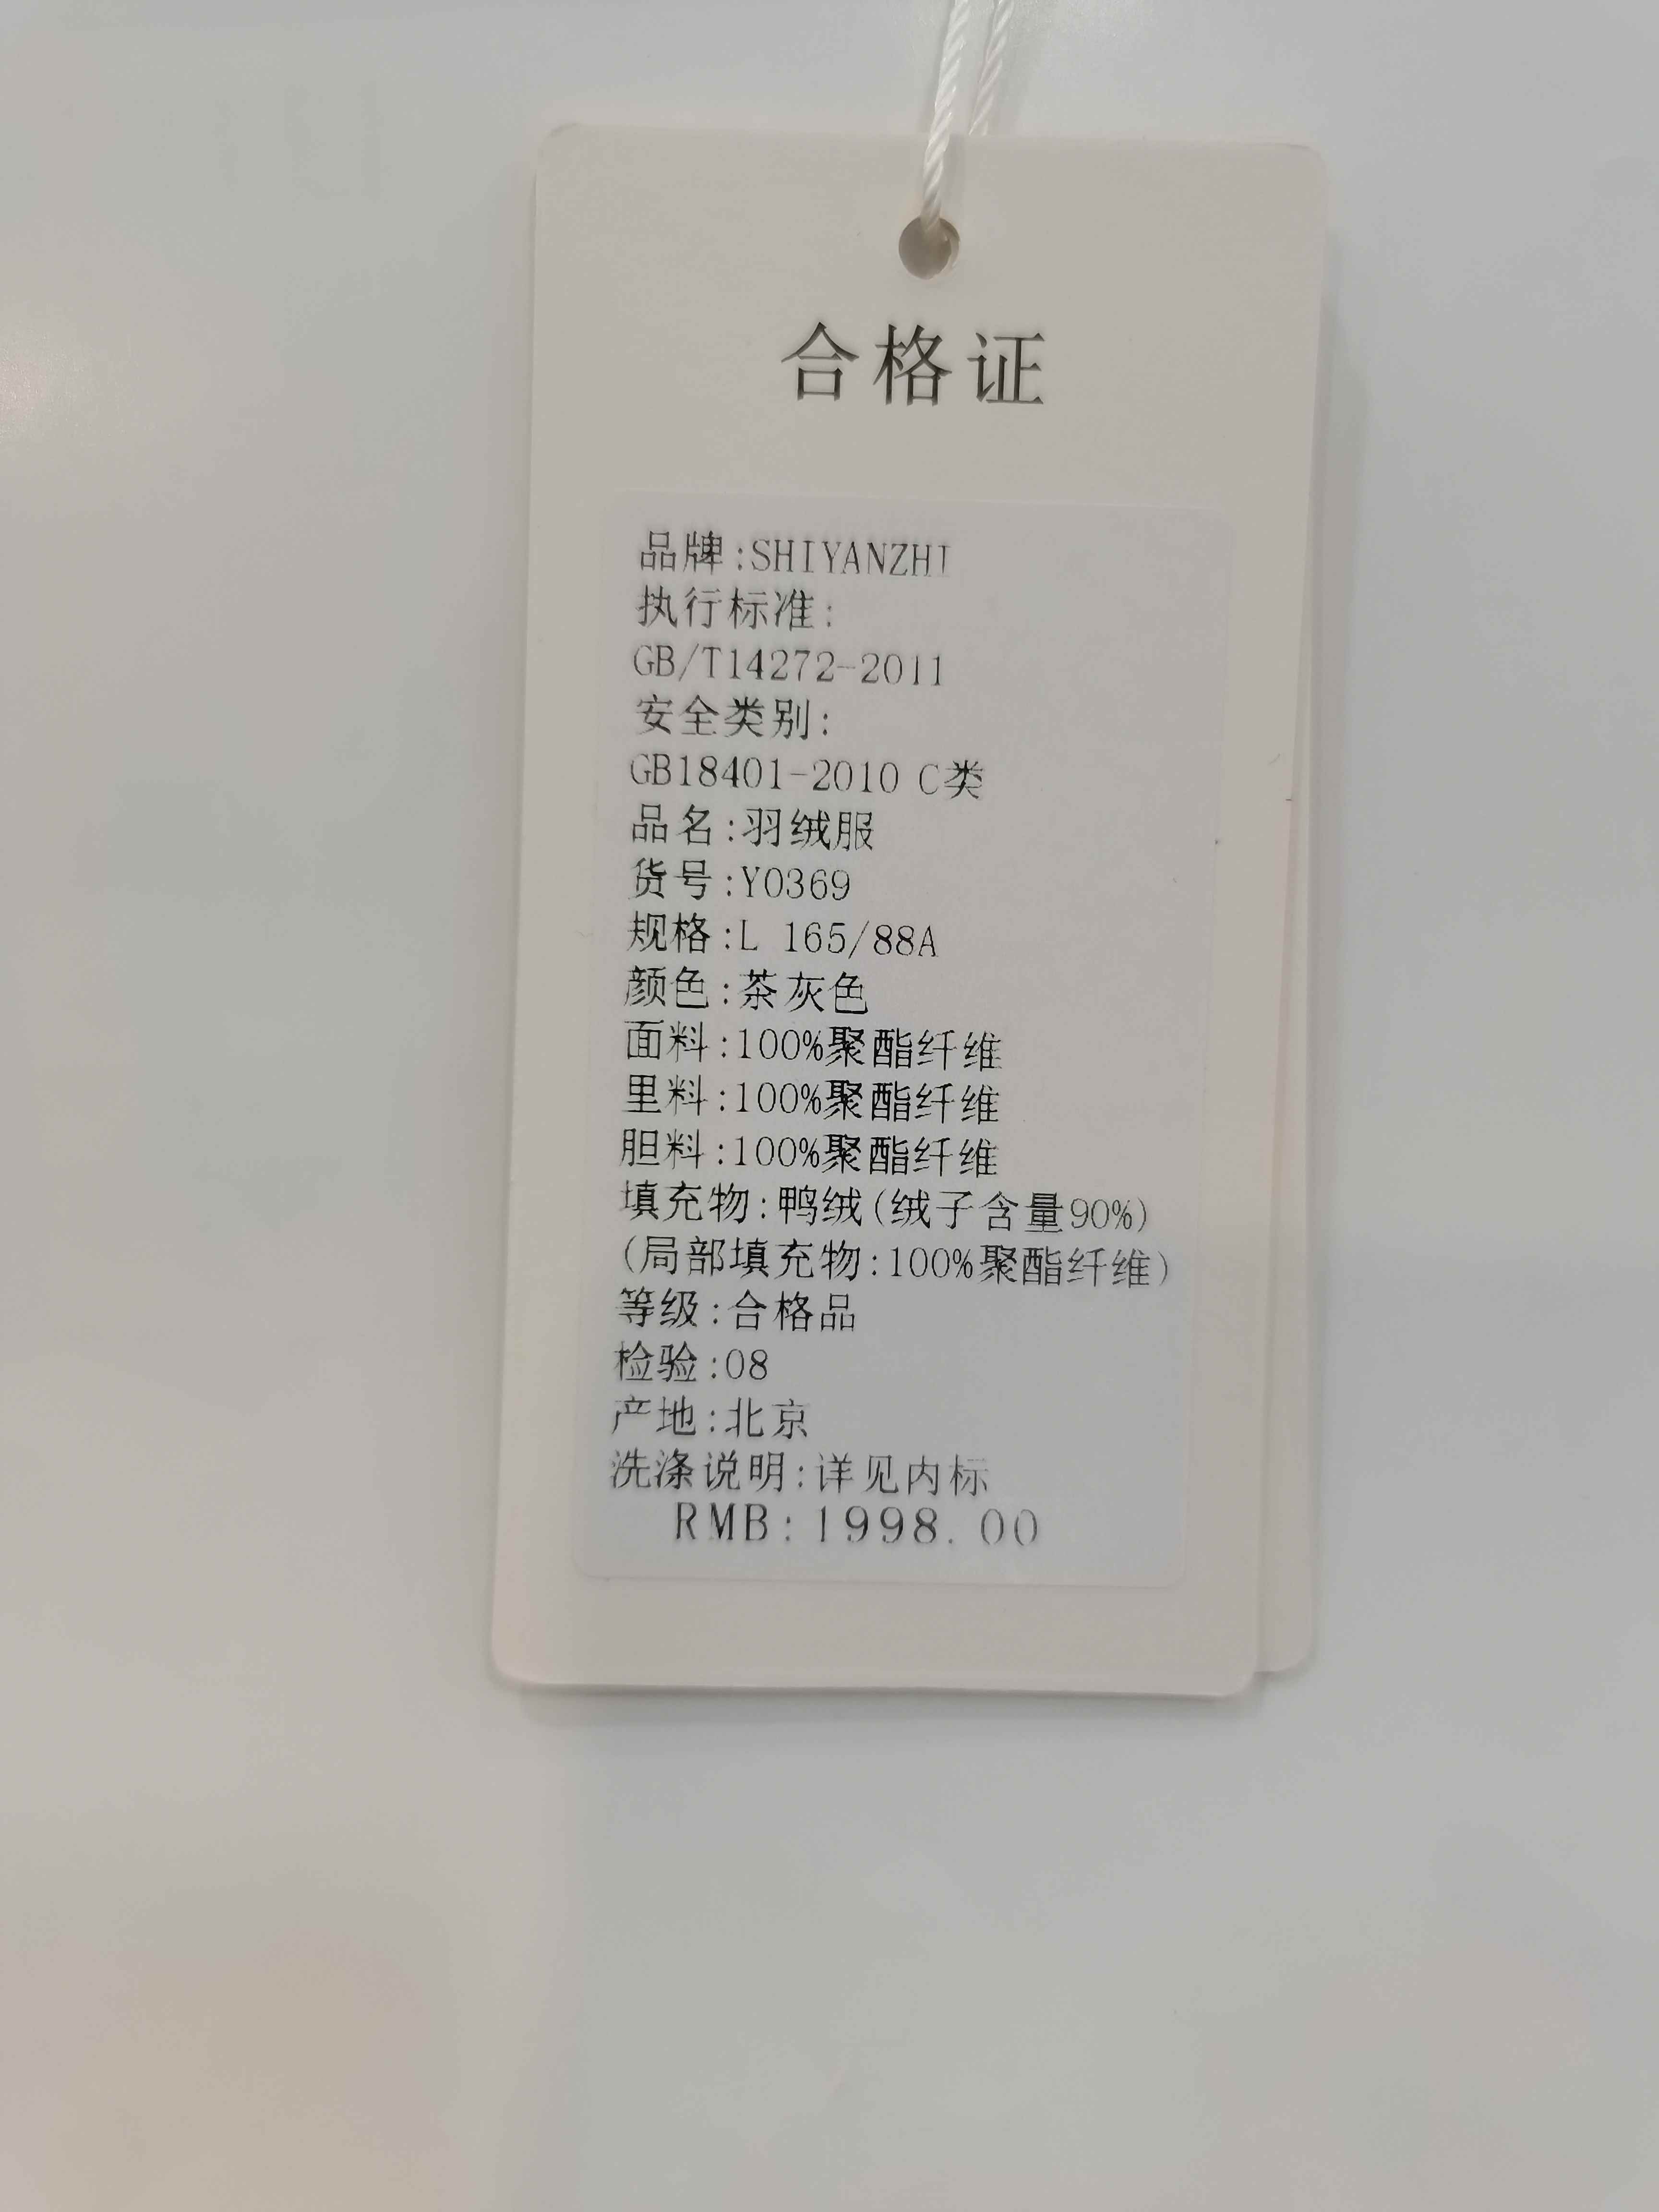 合格证
品牌:SHIYANZHI
执行标准:
GB/T14272-2011
安全类别:
GB18401-2010 C类
品名:羽绒服
货号:Y0369
规格:L 165/88A
颜色:茶灰色
面料:100%聚酯纤维
里料:100%聚酯纤维
胆料:100%聚酯纤维
填充物:鸭绒(绒子含量90%)
(局部填充物:100%聚酯纤维)
等级:合格品
检验:08
产地:北京
洗涤说明:详见内标
RMB:1998.00